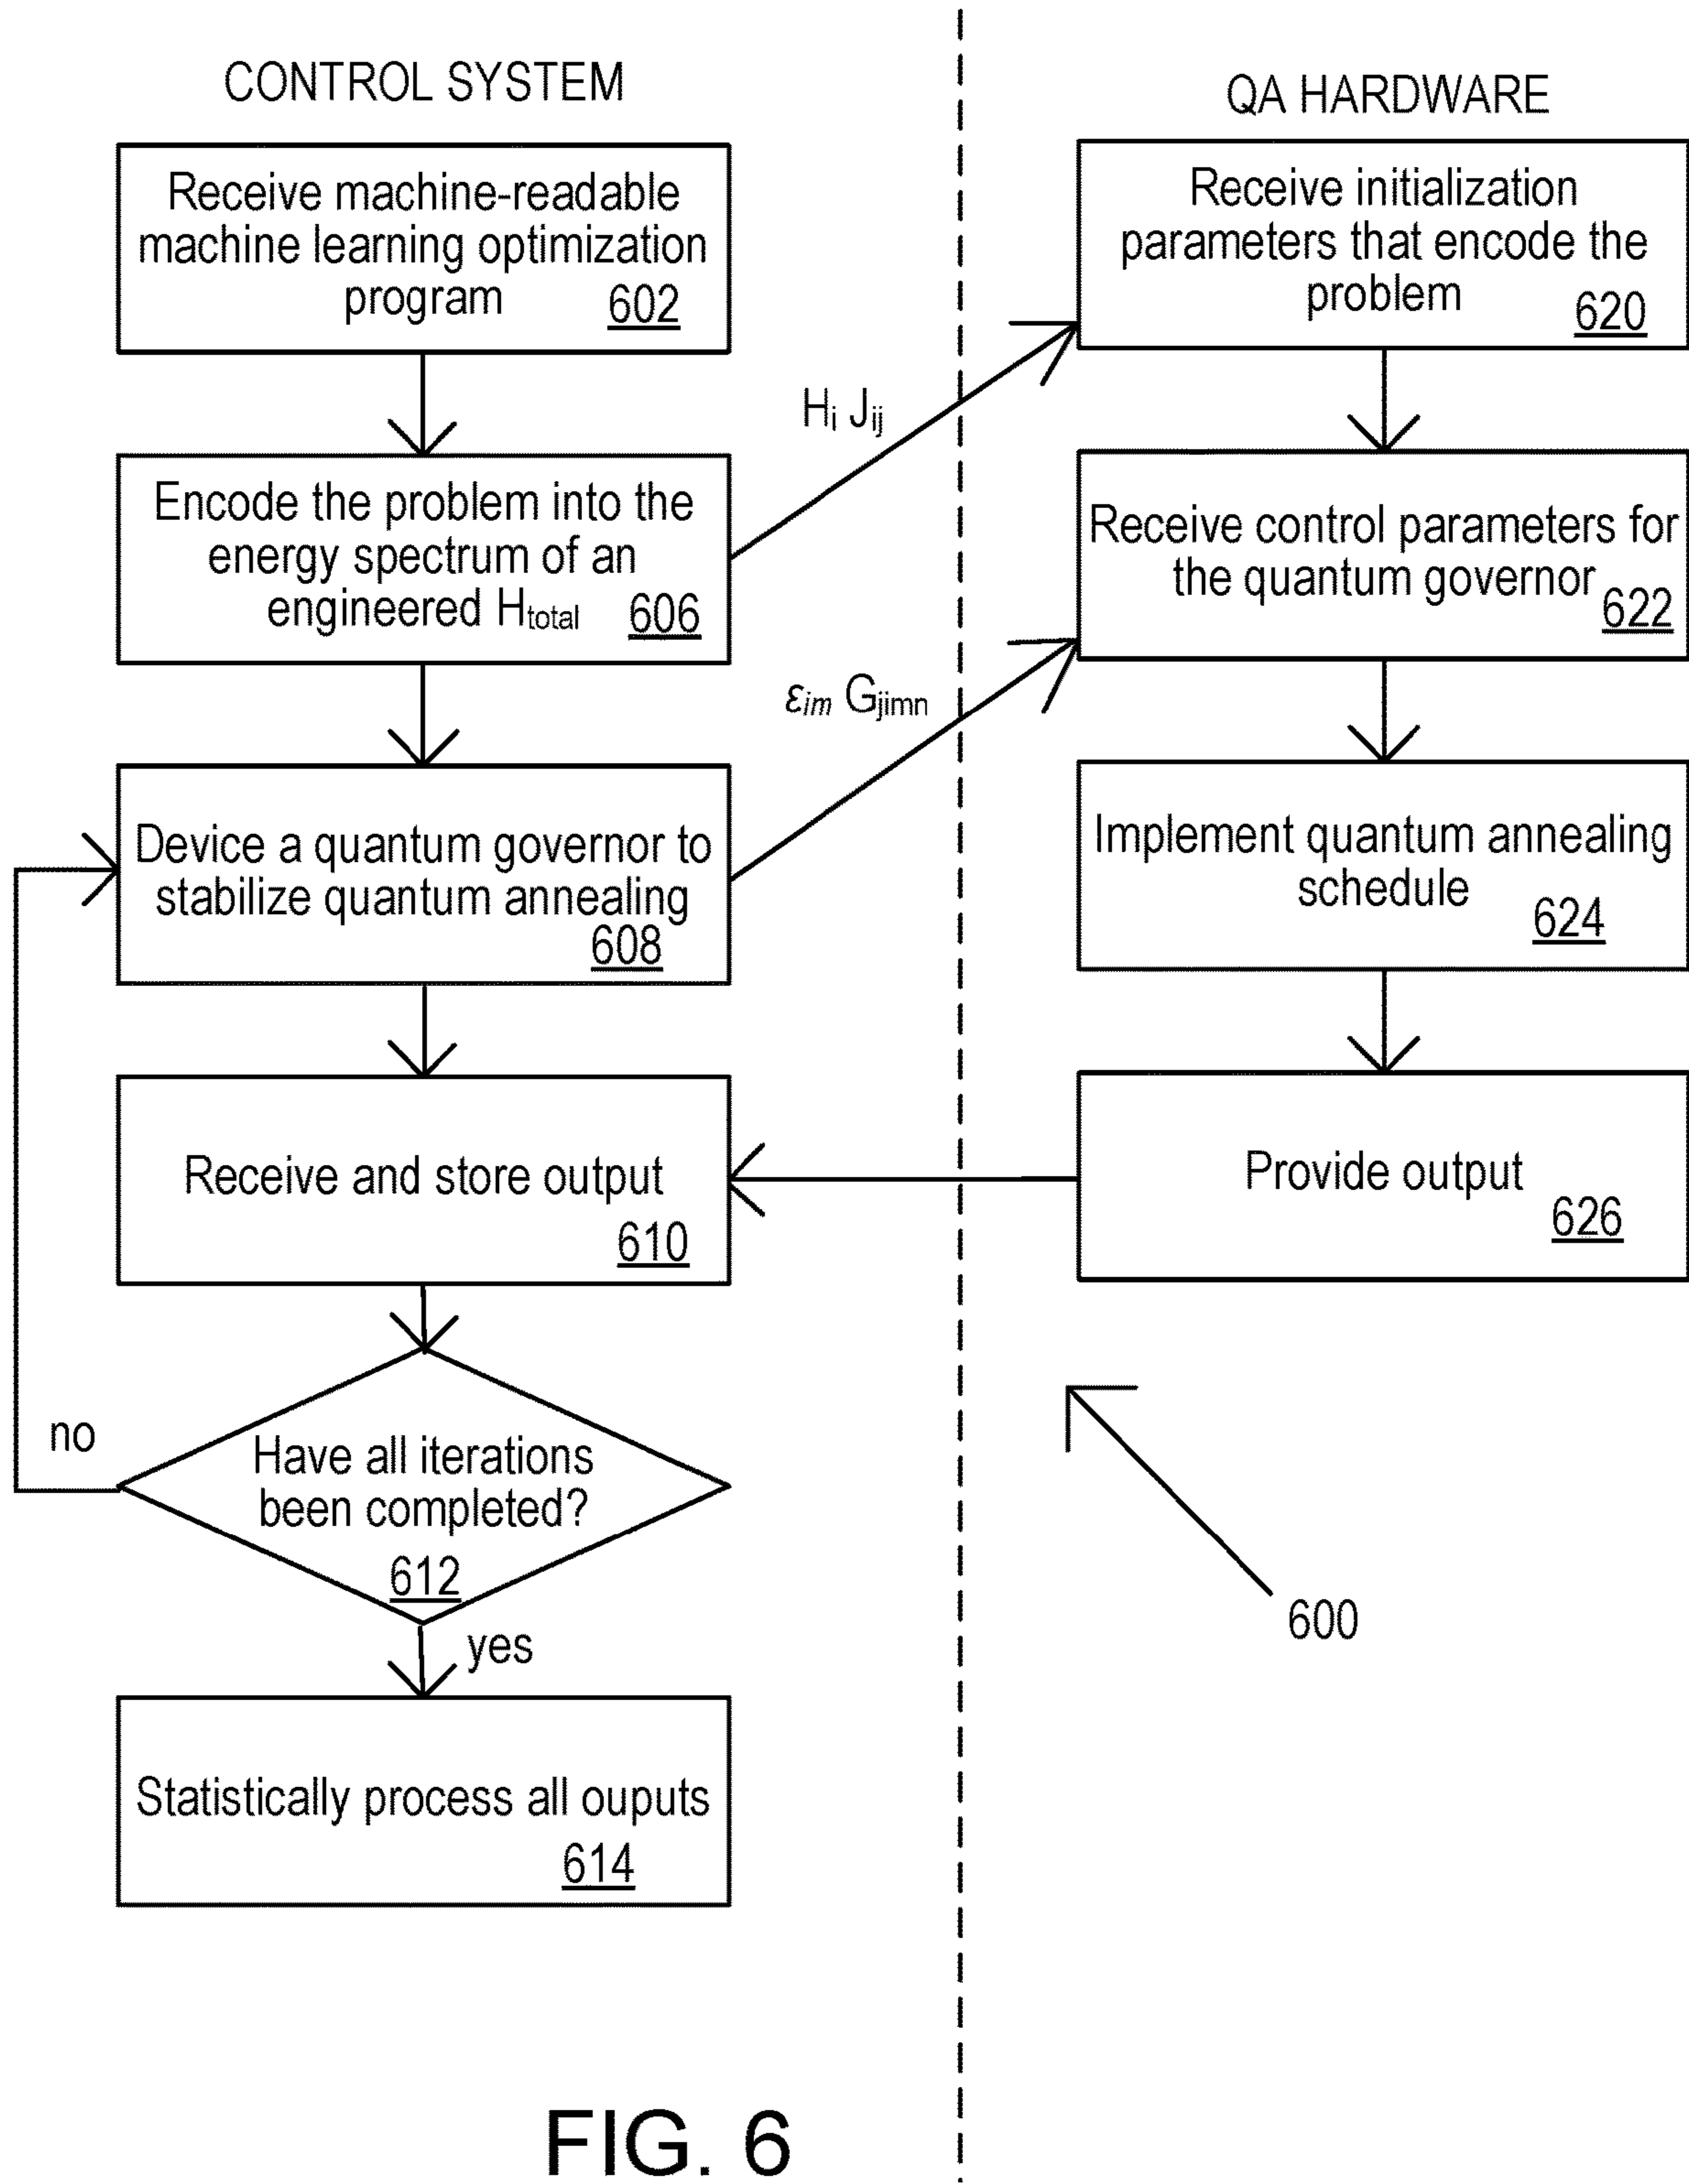 CONTROL SYSTEM
Receive machine-readable
machine learning optimization
program 602
Encode the problem into the
energy spectrum of an
engineered Htotal 606
Device a quantum governor to
stabilize quantum annealing
608
Receive and store output
610
no
Have all iterations
been completed?
612
yes
Statistically process all ouputs
614
Hi Jij
εim Gjimn
QA HARDWARE
Receive initialization
parameters that encode the
problem 620
Receive control parameters for
the quantum governor 622
Implement quantum annealing
schedule 624
Provide output
626
600
FIG. 6